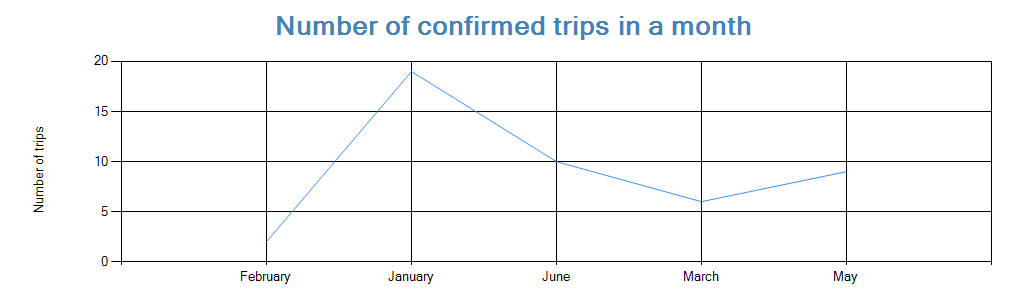 Number of confirmed trips in a month
20
15
10
5
0
Number of trips
February January June March May